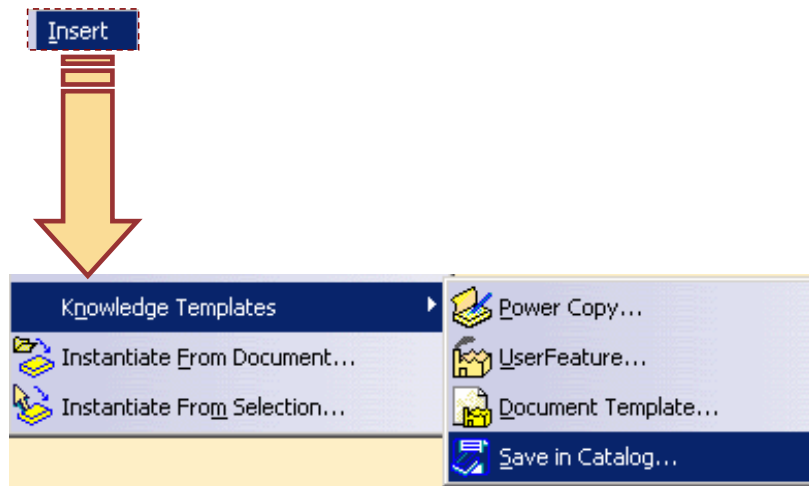 Insert
Knowledge Templates
Power Copy...
Instantiate From Document...
UserFeature...
Instantiate From Selection...
Document Template...
Save in Catalog...